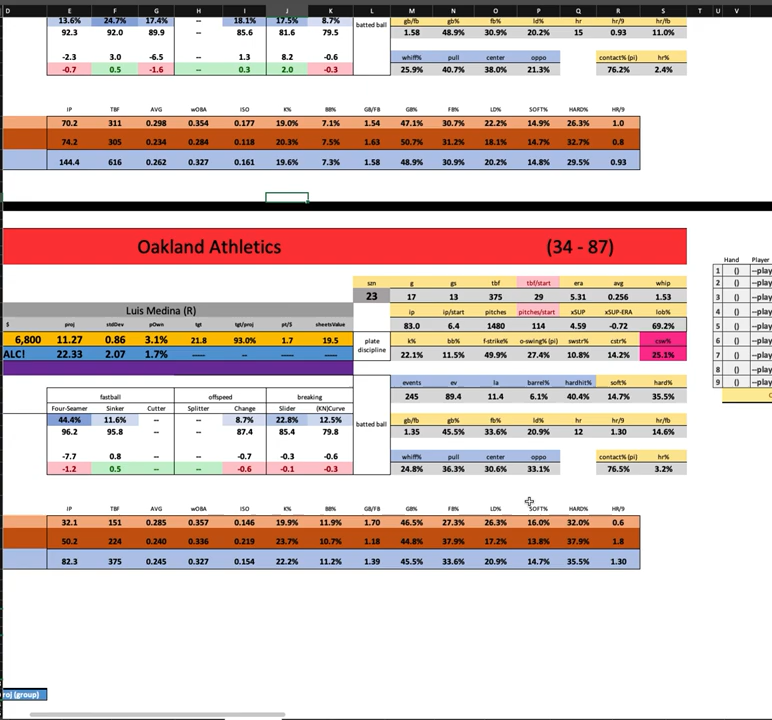 D E F G H I J K L M N O P Q R S T U V
13.6% 24.7% 17.4% -- 18.1% 17.5% 8.7% batted ball gb/fb gb% fb% ld% hr hr/9 hr/fb
92.3 92.0 89.9 -- 85.6 81.6 79.5 1.58 48.9% 30.9% 20.2% 15 0.93 11.0%
-2.3 3.0 -6.5 1.3 8.2 -0.6 whiff% pull center oppo contact% (pi) hr%
-0.7 0.5 -1.6 -- 0.3 2.0 -0.3 25.9% 40.7% 38.0% 21.3% 76.2% 2.4%
IP TBF AVG wOBA ISO K% BB% GB/FB GB% FB% LD% SOFT% HARD% HR/9
70.2 311 0.298 0.354 0.177 19.0% 7.1% 1.54 47.1% 30.7% 22.2% 14.9% 26.3% 1.0
74.2 305 0.234 0.284 0.118 20.3% 7.5% 1.63 50.7% 31.2% 18.1% 14.7% 32.7% 0.8
144.4 616 0.262 0.327 0.161 19.6% 7.3% 1.58 48.9% 30.9% 20.2% 14.8% 29.5% 0.93
Oakland Athletics (34 - 87)
Hand Player
1 () --play
2 () --play
3 () --play
4 () --play
5 () --play
6 () --play
7 () --play
8 () --play
9 () --play
szn g gs tbf tbf/start era avg whip
23 17 13 375 29 5.31 0.256 1.53
Luis Medina (R) ip ip/start pitches pitches/start xSUP xSUP-ERA lob%
$ proj stdDev pOwn tgt tgt/proj pt/$ sheetsValue 83.0 6.4 1480 114 4.59 -0.72 69.2%
6,800 11.27 0.86 3.1% 21.8 93.0% 1.7 19.5 plate discipline k% bb% f-strike% o-swing% (pi) swstr% cstr% csw%
ALC! 22.33 2.07 1.7% ----- ----- -- ----- 22.1% 11.5% 49.9% 27.4% 10.8% 14.2% 25.1%
events ev la barrel% hardhit% soft% hard%
fastball offspeed breaking 245 89.4 11.4 6.1% 40.4% 14.7% 35.5%
Four-Seamer Sinker Cutter Splitter Change Slider (KN)Curve
44.4% 11.6% -- -- 8.7% 22.8% 12.5% batted ball gb/fb gb% fb% ld% hr hr/9 hr/fb
96.2 95.8 -- -- 87.4 85.4 79.8 1.35 45.5% 33.6% 20.9% 12 1.30 14.6%
-7.7 0.8 -0.7 -0.3 -0.6 whiff% pull center oppo contact% (pi) hr%
-1.2 0.5 -- -- -0.6 -0.1 -0.3 24.8% 36.3% 30.6% 33.1% 76.5% 3.2%
IP TBF AVG wOBA ISO K% BB% GB/FB GB% FB% LD% SOFT% HARD% HR/9
32.1 151 0.285 0.357 0.146 19.9% 11.9% 1.70 46.5% 27.3% 26.3% 16.0% 32.0% 0.6
50.2 224 0.240 0.336 0.219 23.7% 10.7% 1.18 44.8% 37.9% 17.2% 13.8% 37.9% 1.8
82.3 375 0.245 0.327 0.154 22.2% 11.2% 1.39 45.5% 33.6% 20.9% 14.7% 35.5% 1.30
roj (group)